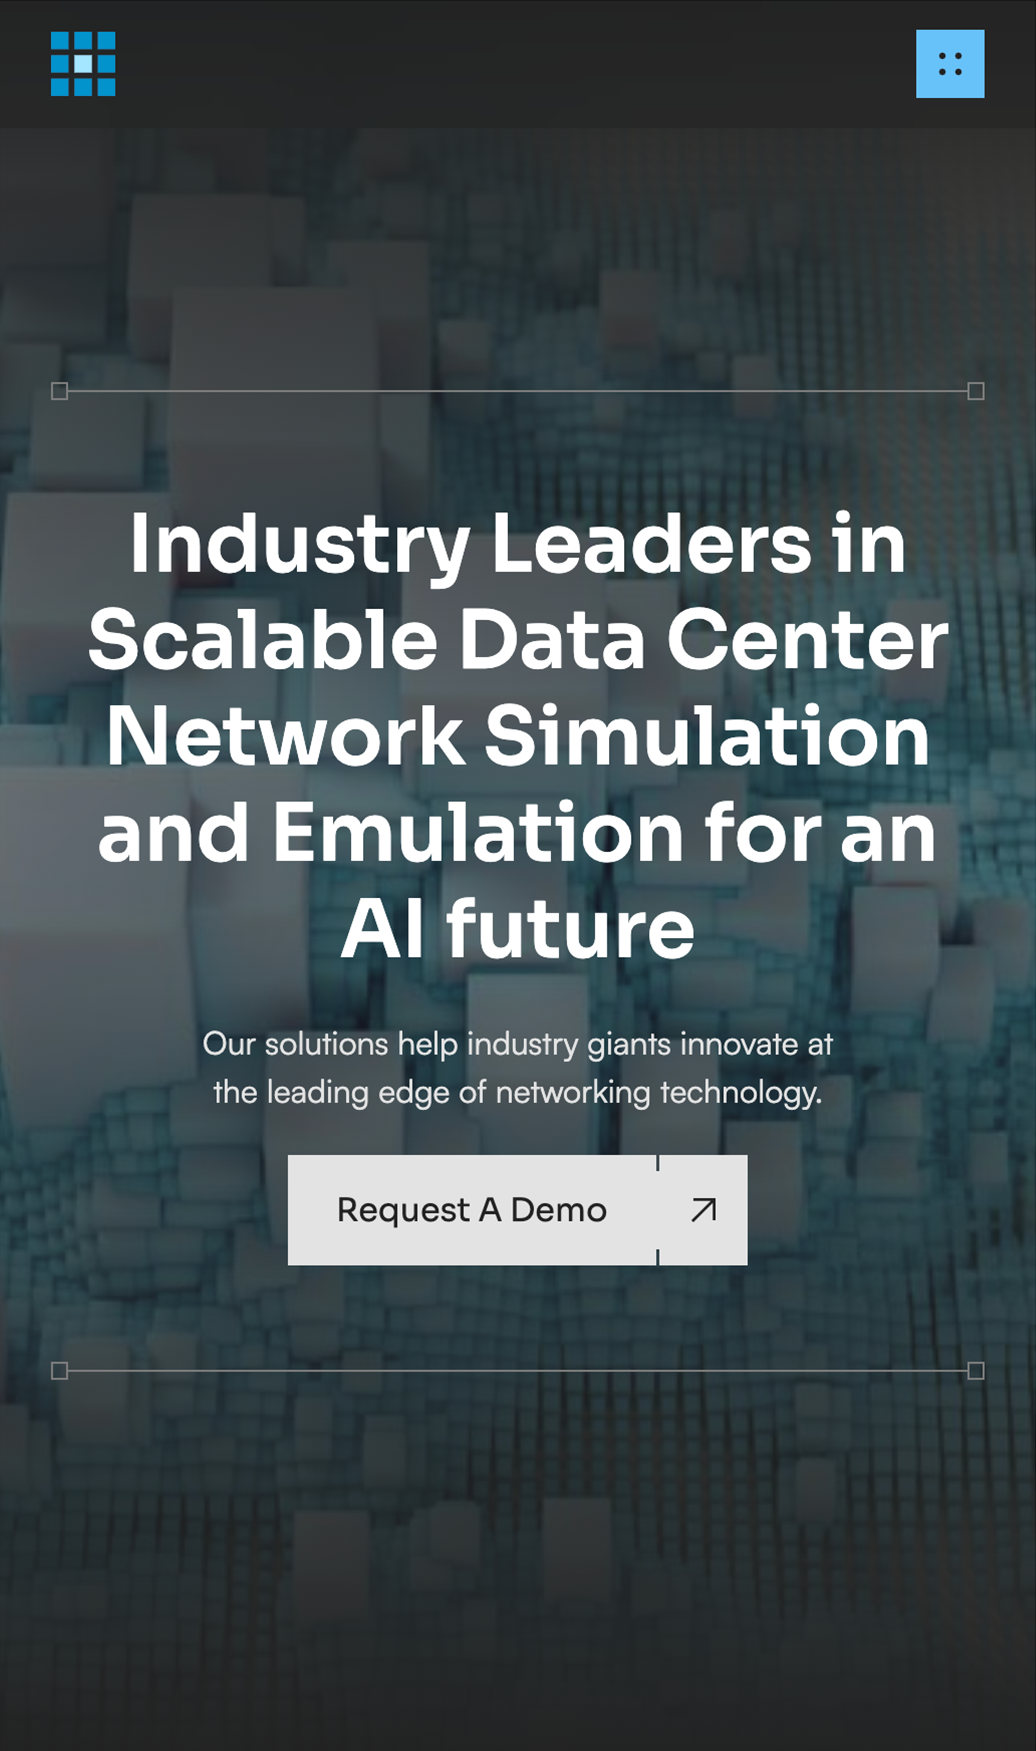 Industry Leaders in
Scalable Data Center
Network Simulation
and Emulation for an
AI future
Our solutions help industry giants innovate at
the leading edge of networking technology.
Request A Demo